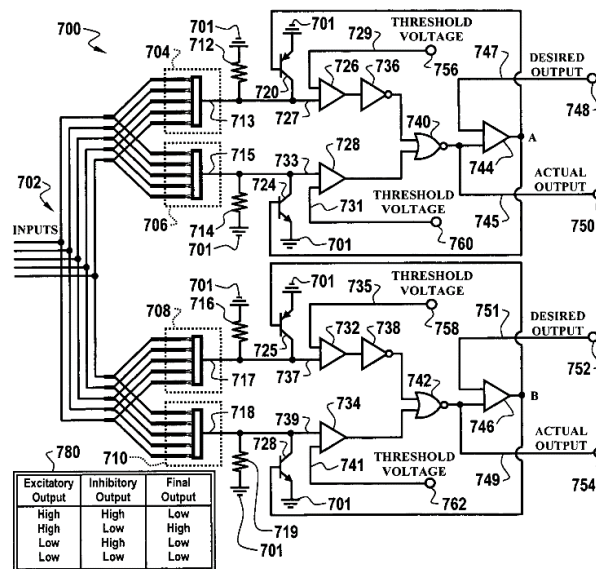 700
701
712
704
713
720
701
729
THRESHOLD
VOLTAGE
756
726
736
727
747
DESIRED
OUTPUT
748
740
A
744
702
715
733
728
724
731
706
714
701
701
THRESHOLD
VOLTAGE
760
745
ACTUAL
OUTPUT
750
INPUTS
701
716
708
717
725
701
735
THRESHOLD
VOLTAGE
758
732
738
737
751
DESIRED
OUTPUT
752
742
B
746
718
739
734
741
728
710
719
701
701
THRESHOLD
VOLTAGE
762
749
ACTUAL
OUTPUT
754
780
Excitatory Output Inhibitory Output Final Output
High High Low
High Low High
Low High Low
Low Low Low